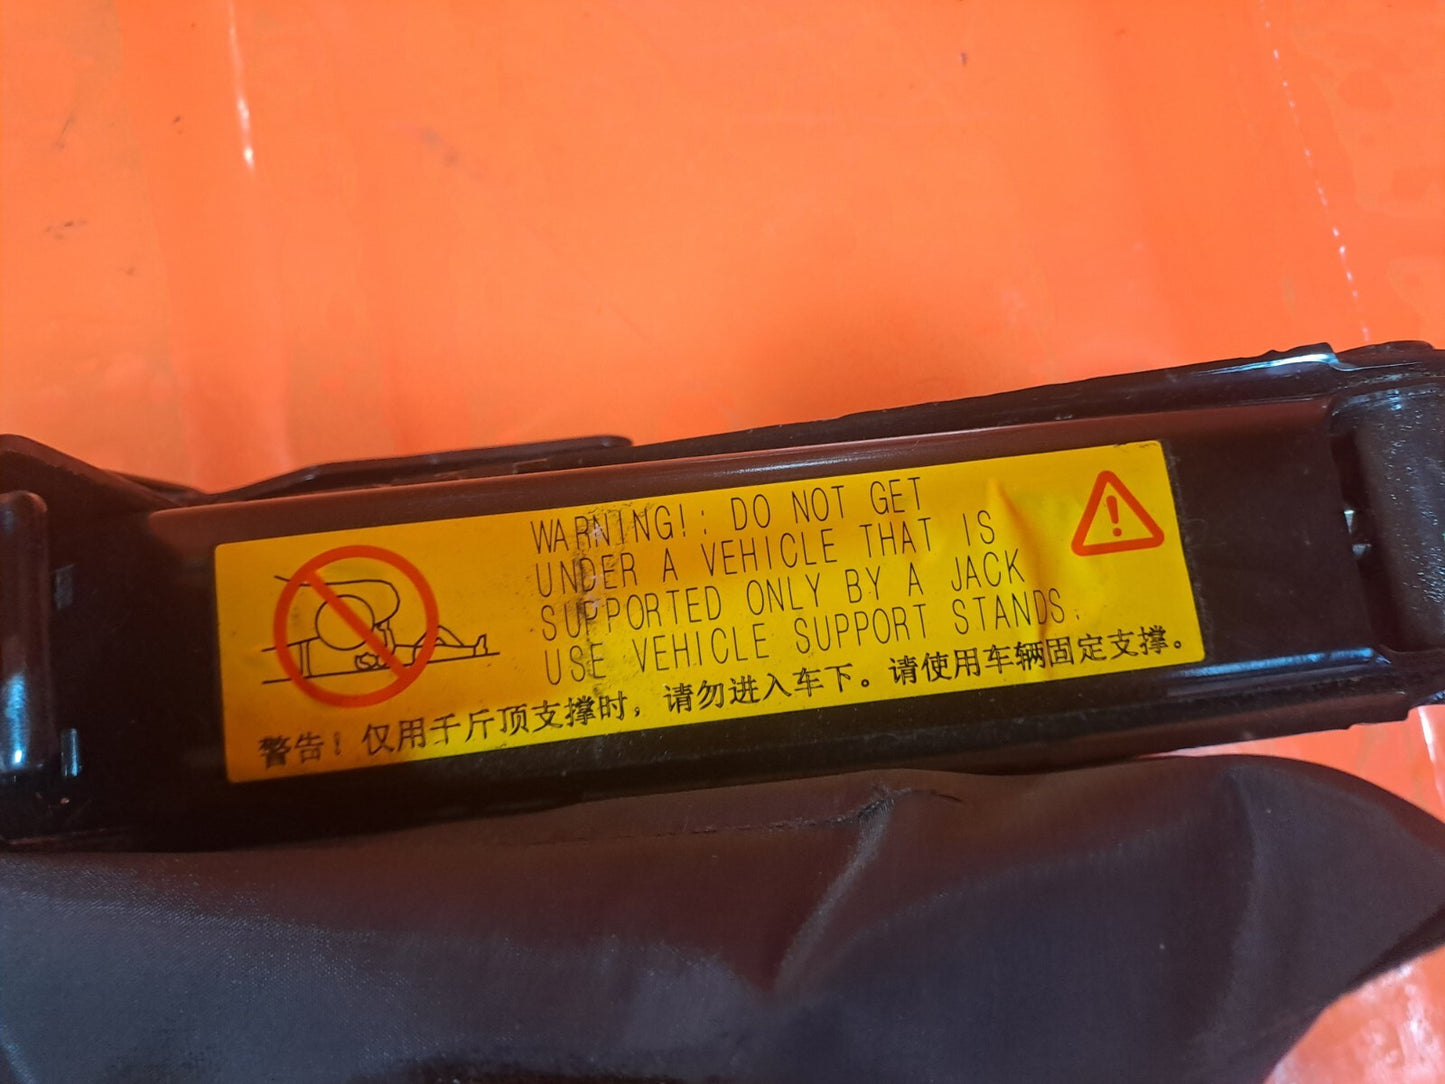 WARNING!: DO NOT GET
UNDER A VEHICLE THAT IS
SUPPORTED ONLY BY A JACK
USE VEHICLE SUPPORT STANDS.
警告！仅用千斤顶支撑时，请勿进入车下。请使用车辆固定支撑。